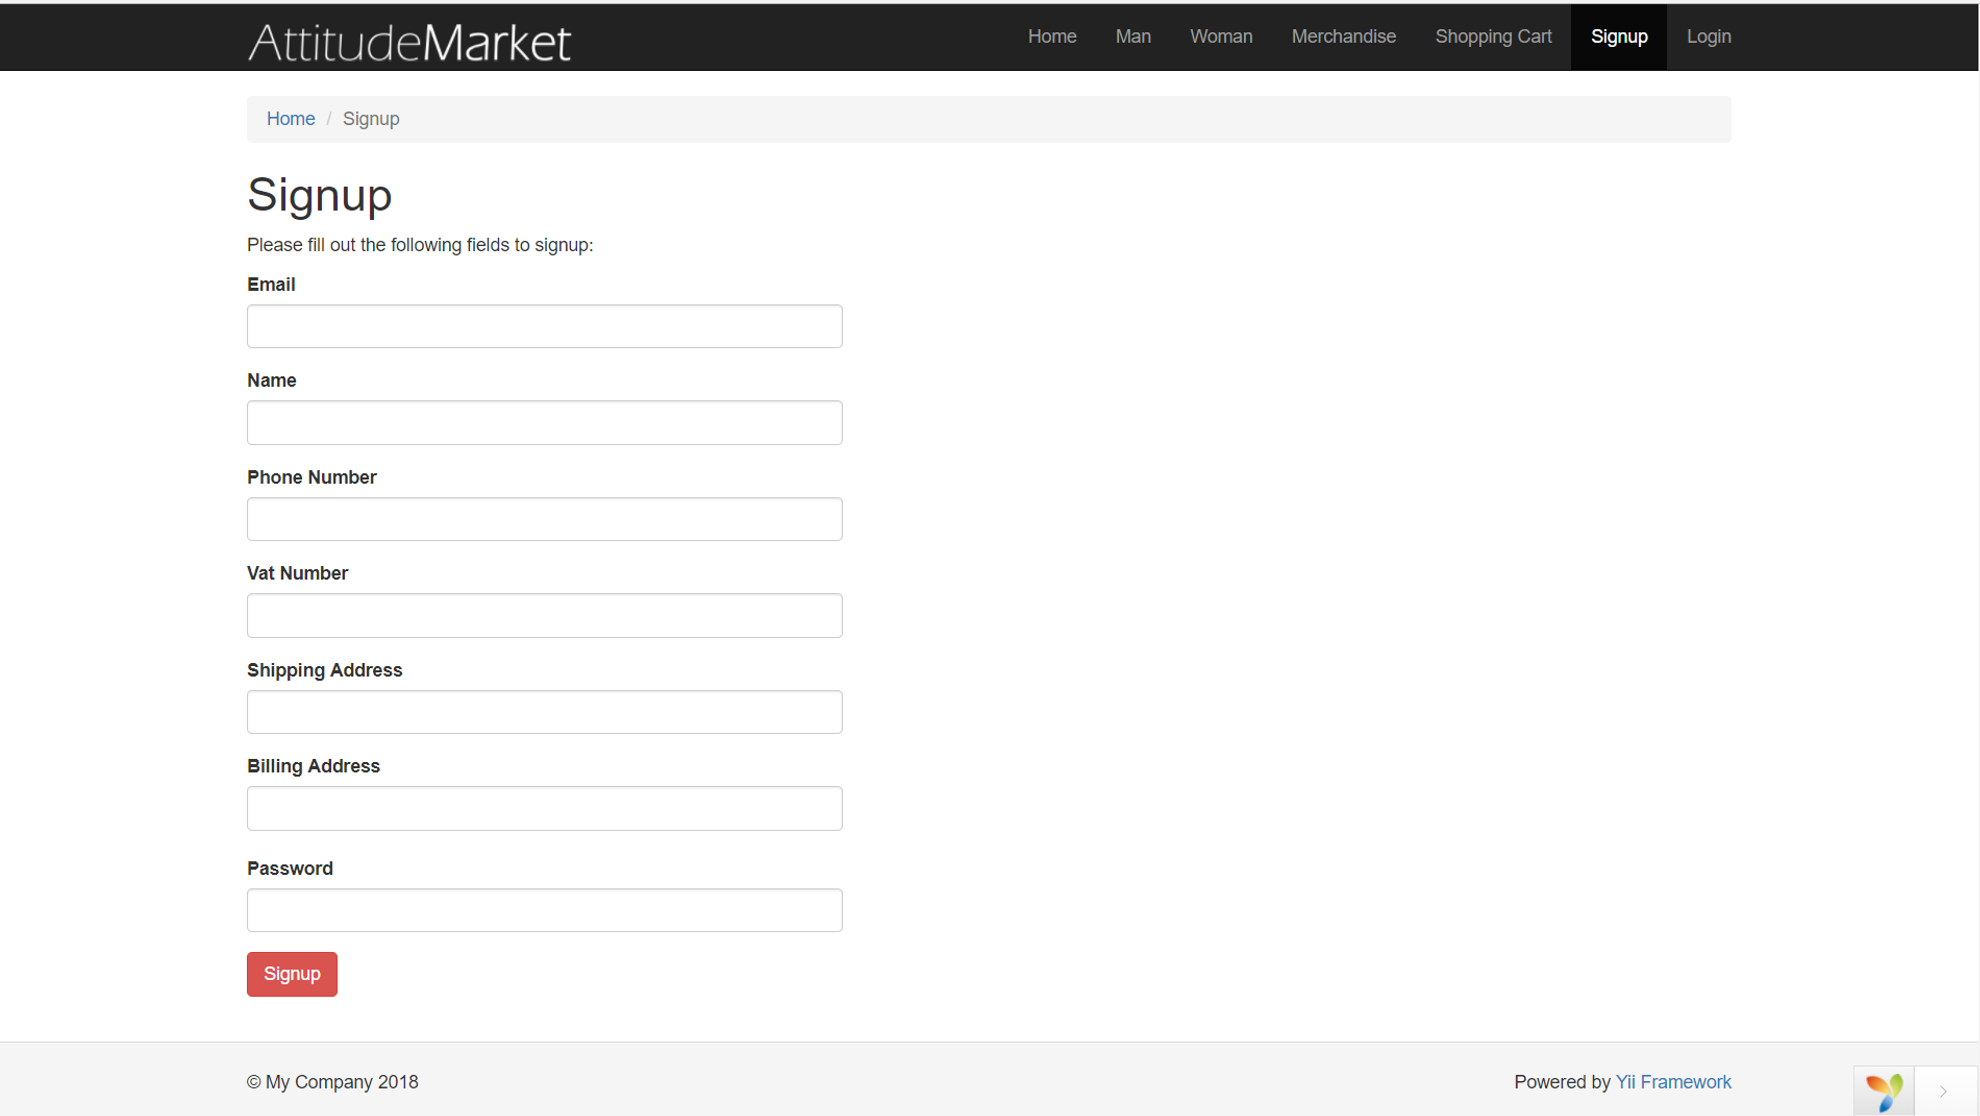 AttitudeMarket
Home Man Woman Merchandise Shopping Cart Signup Login
Home / Signup
Signup
Please fill out the following fields to signup:
Email
Name
Phone Number
Vat Number
Shipping Address
Billing Address
Password
Signup
© My Company 2018
Powered by Yii Framework